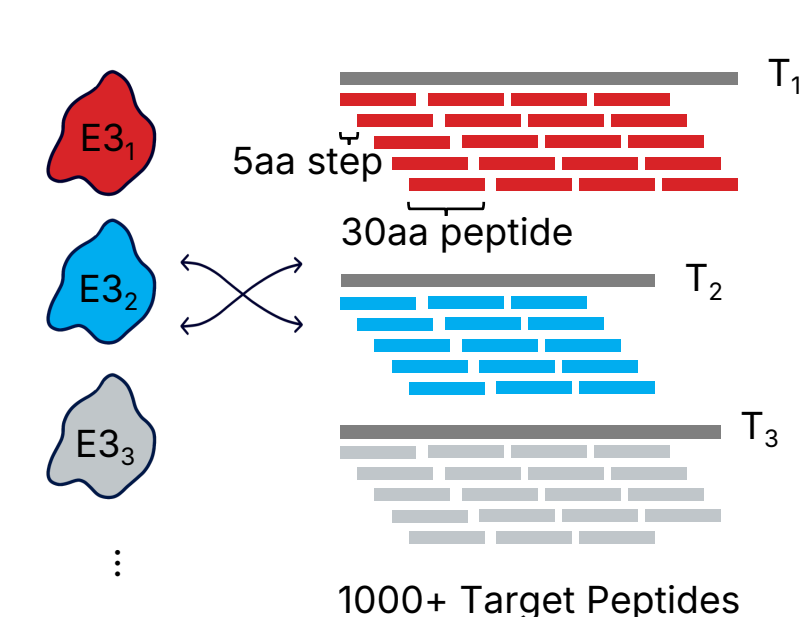 E3₁
T₁
5aa step
30aa peptide
E3₂
T₂
E3₃
T₃
⋮
1000+ Target Peptides